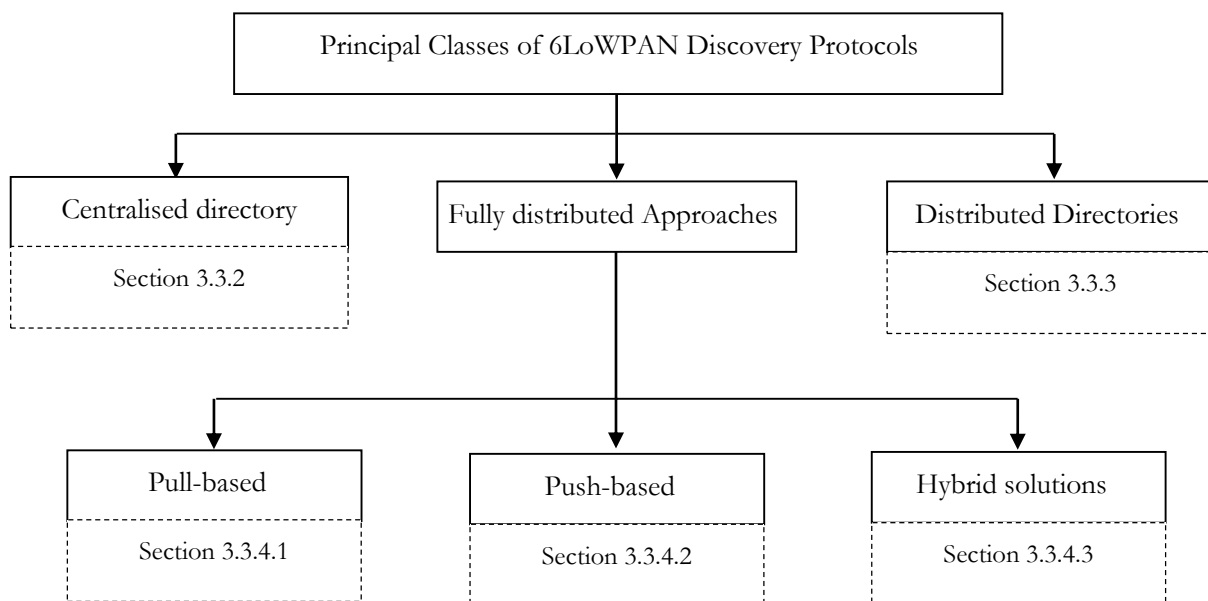 Principal Classes of 6LoWPAN Discovery Protocols
Centralised directory
Section 3.3.2
Fully distributed Approaches
Distributed Directories
Section 3.3.3
Pull-based
Section 3.3.4.1
Push-based
Section 3.3.4.2
Hybrid solutions
Section 3.3.4.3